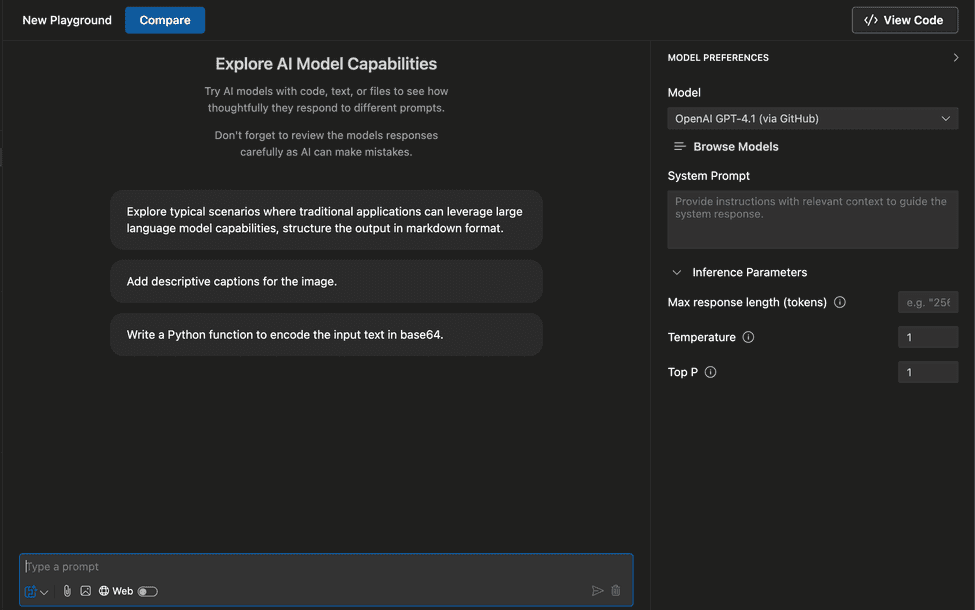 New Playground
Compare
</> View Code
Explore AI Model Capabilities
Try AI models with code, text, or files to see how
thoughtfully they respond to different prompts.
Don't forget to review the models responses
carefully as AI can make mistakes.
Explore typical scenarios where traditional applications can leverage large
language model capabilities, structure the output in markdown format.
Add descriptive captions for the image.
Write a Python function to encode the input text in base64.
Type a prompt
Web
MODEL PREFERENCES
Model
OpenAI GPT-4.1 (via GitHub)
Browse Models
System Prompt
Provide instructions with relevant context to guide the
system response.
Inference Parameters
Max response length (tokens)
e.g. "256
Temperature
1
Top P
1